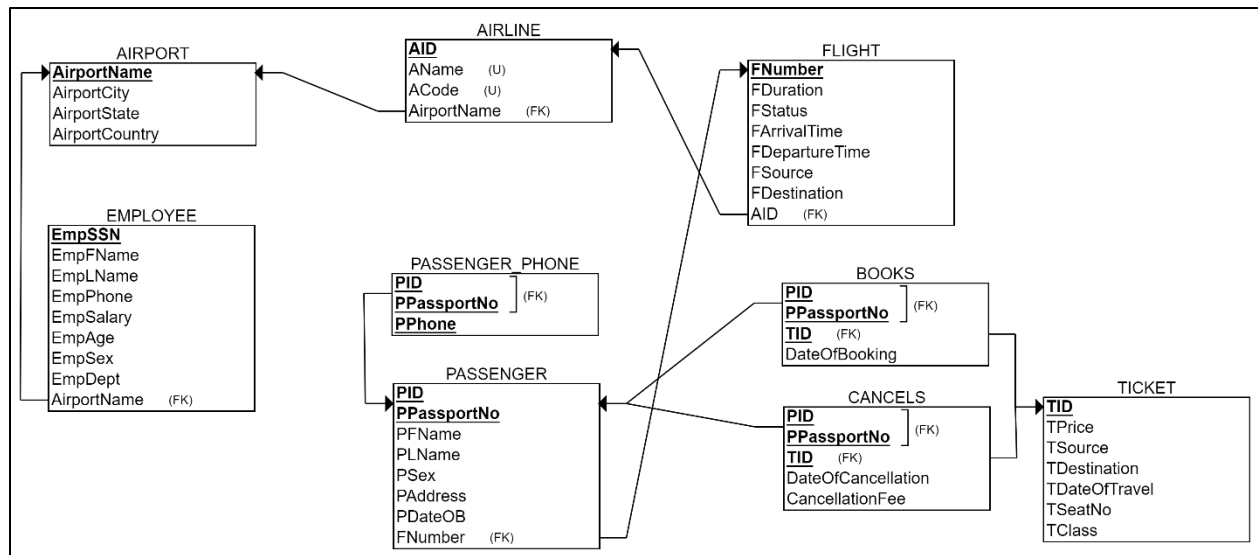 AIRPORT
AirportName
AirportCity
AirportState
AirportCountry
AIRLINE
AID
AName (U)
ACode (U)
AirportName (FK)
FLIGHT
FNumber
FDuration
FStatus
FArrivalTime
FDepartureTime
FSource
FDestination
AID (FK)
EMPLOYEE
EmpSSN
EmpFName
EmpLName
EmpPhone
EmpSalary
EmpAge
EmpSex
EmpDept
AirportName (FK)
PASSENGER_PHONE
PID
PPassportNo (FK)
PPhone
PASSENGER
PID
PPassportNo
PFName
PLName
PSex
PAddress
PDateOB
FNumber (FK)
BOOKS
PID
PPassportNo (FK)
TID (FK)
DateOfBooking
CANCELS
PID
PPassportNo (FK)
TID (FK)
DateOfCancellation
CancellationFee
TICKET
TID
TPrice
TSource
TDestination
TDateOfTravel
TSeatNo
TClass